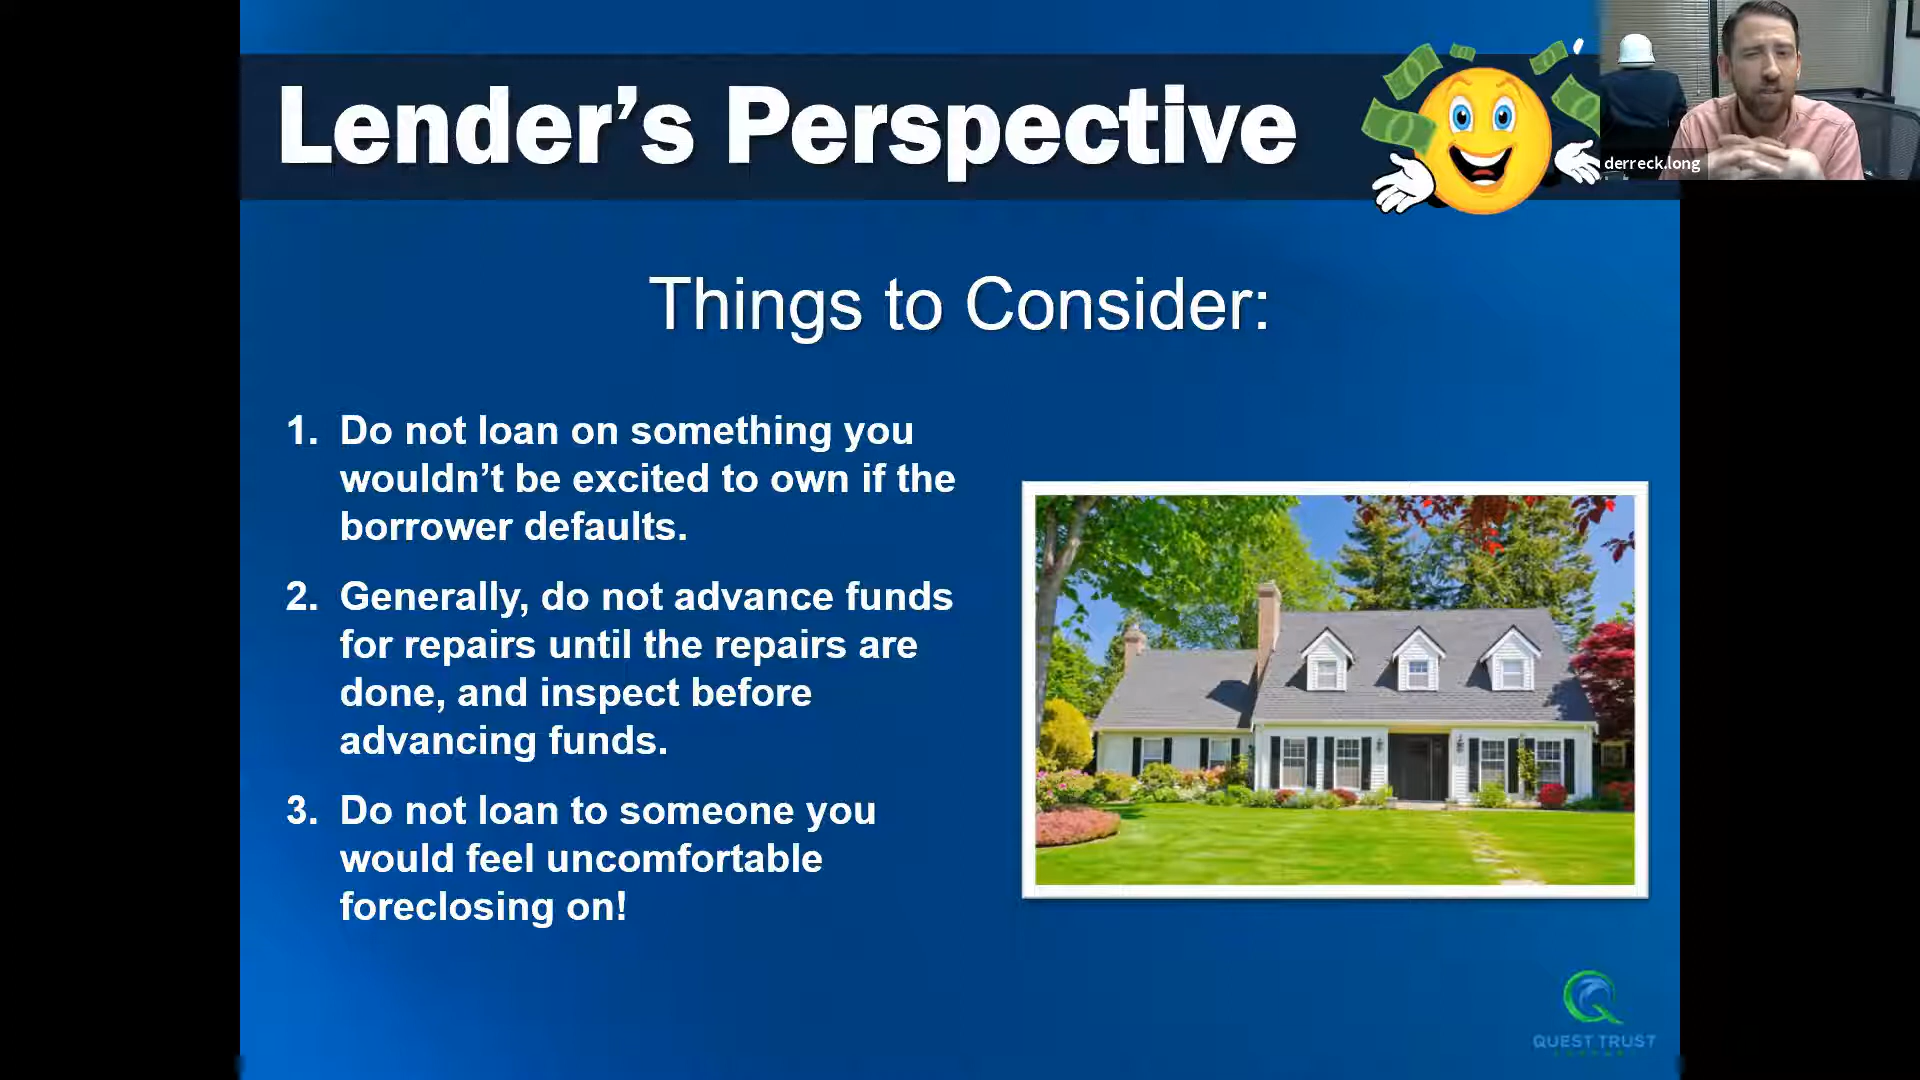 Lender’s Perspective
derreck.long
Things to Consider:
1. Do not loan on something you
wouldn’t be excited to own if the
borrower defaults.
2. Generally, do not advance funds
for repairs until the repairs are
done, and inspect before
advancing funds.
3. Do not loan to someone you
would feel uncomfortable
foreclosing on!
QUEST TRUST